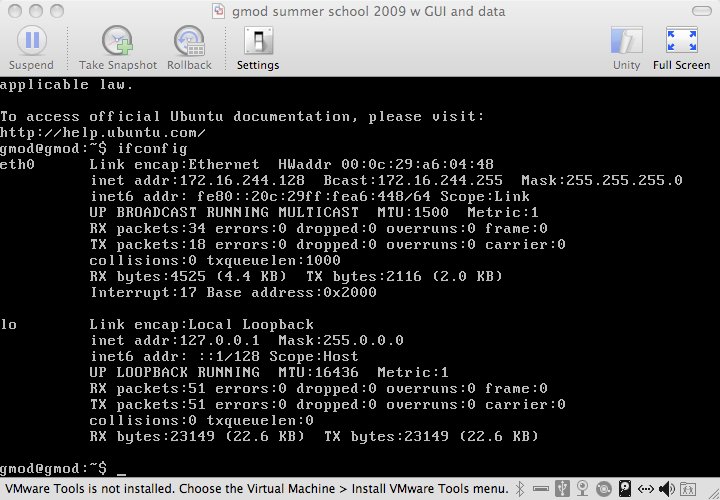 gmod summer school 2009 w GUI and data
Suspend Take Snapshot Rollback Settings Unity Full Screen
applicable law.
To access official Ubuntu documentation, please visit:
http://help.ubuntu.com/
gmod@gmod:~$ ifconfig
eth0 Link encap:Ethernet HWaddr 00:0c:29:a6:04:48
inet addr:172.16.244.128 Bcast:172.16.244.255 Mask:255.255.255.0
inet6 addr: fe80::20c:29ff:fea6:448/64 Scope:Link
UP BROADCAST RUNNING MULTICAST MTU:1500 Metric:1
RX packets:34 errors:0 dropped:0 overruns:0 frame:0
TX packets:18 errors:0 dropped:0 overruns:0 carrier:0
collisions:0 txqueuelen:1000
RX bytes:4525 (4.4 KB) TX bytes:2116 (2.0 KB)
Interrupt:17 Base address:0x2000
lo Link encap:Local Loopback
inet addr:127.0.0.1 Mask:255.0.0.0
inet6 addr: ::1/128 Scope:Host
UP LOOPBACK RUNNING MTU:16436 Metric:1
RX packets:51 errors:0 dropped:0 overruns:0 frame:0
TX packets:51 errors:0 dropped:0 overruns:0 carrier:0
collisions:0 txqueuelen:0
RX bytes:23149 (22.6 KB) TX bytes:23149 (22.6 KB)
gmod@gmod:~$ _
VMware Tools is not installed. Choose the Virtual Machine > Install VMware Tools menu.